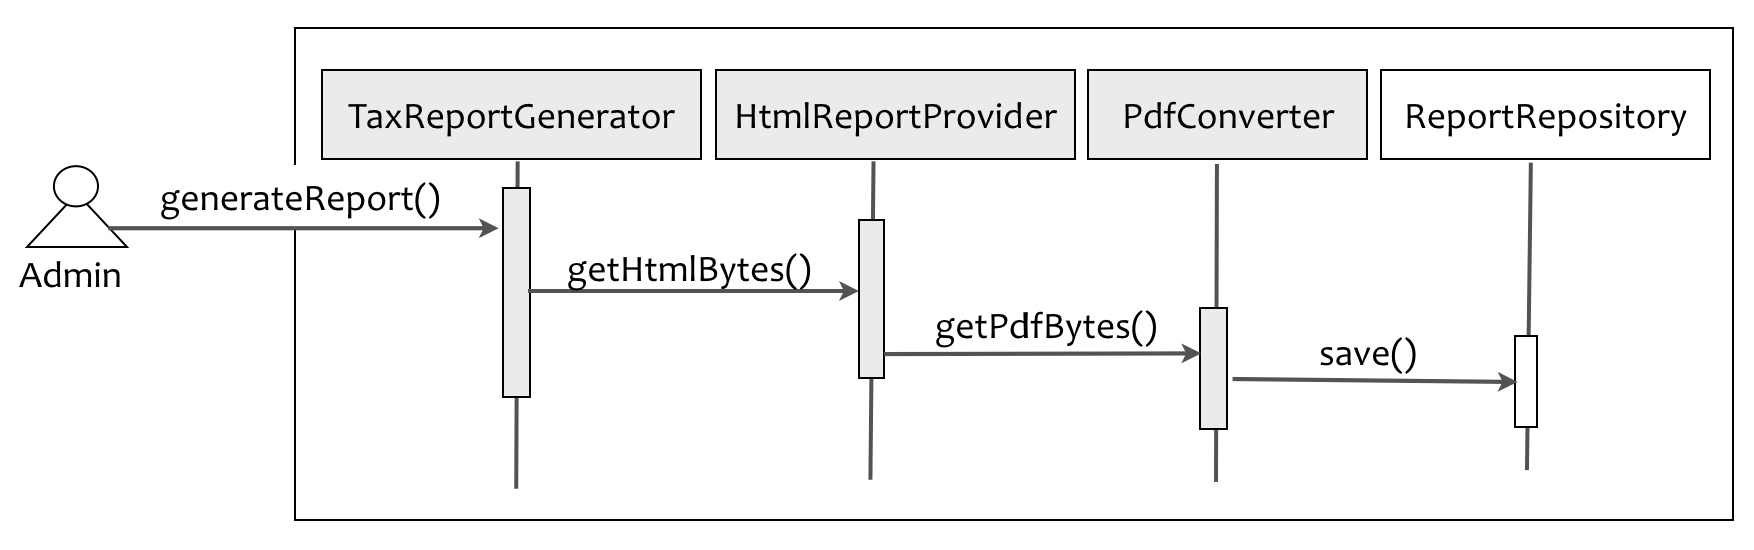 TaxReportGenerator
HtmlReportProvider
PdfConverter
ReportRepository
generateReport()
Admin
getHtmlBytes()
getPdfBytes()
save()